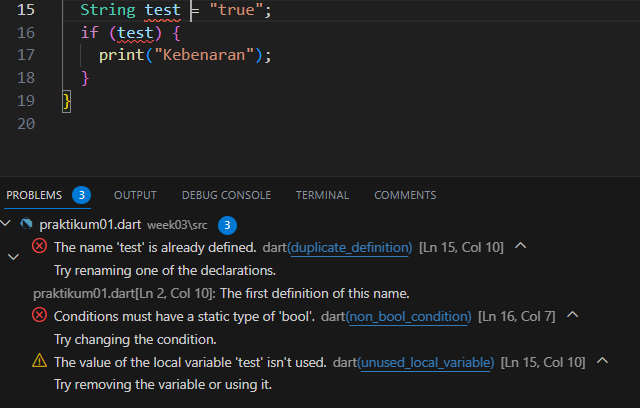 15 String test = "true";
16 if (test) {
17 print("Kebenaran");
18 }
19 }
20
PROBLEMS 3 OUTPUT DEBUG CONSOLE TERMINAL COMMENTS
praktikum01.dart week03\src 3
The name 'test' is already defined. dart(duplicate_definition) [Ln 15, Col 10]
Try renaming one of the declarations.
praktikum01.dart[Ln 2, Col 10]: The first definition of this name.
Conditions must have a static type of 'bool'. dart(non_bool_condition) [Ln 16, Col 7]
Try changing the condition.
The value of the local variable 'test' isn't used. dart(unused_local_variable) [Ln 15, Col 10]
Try removing the variable or using it.